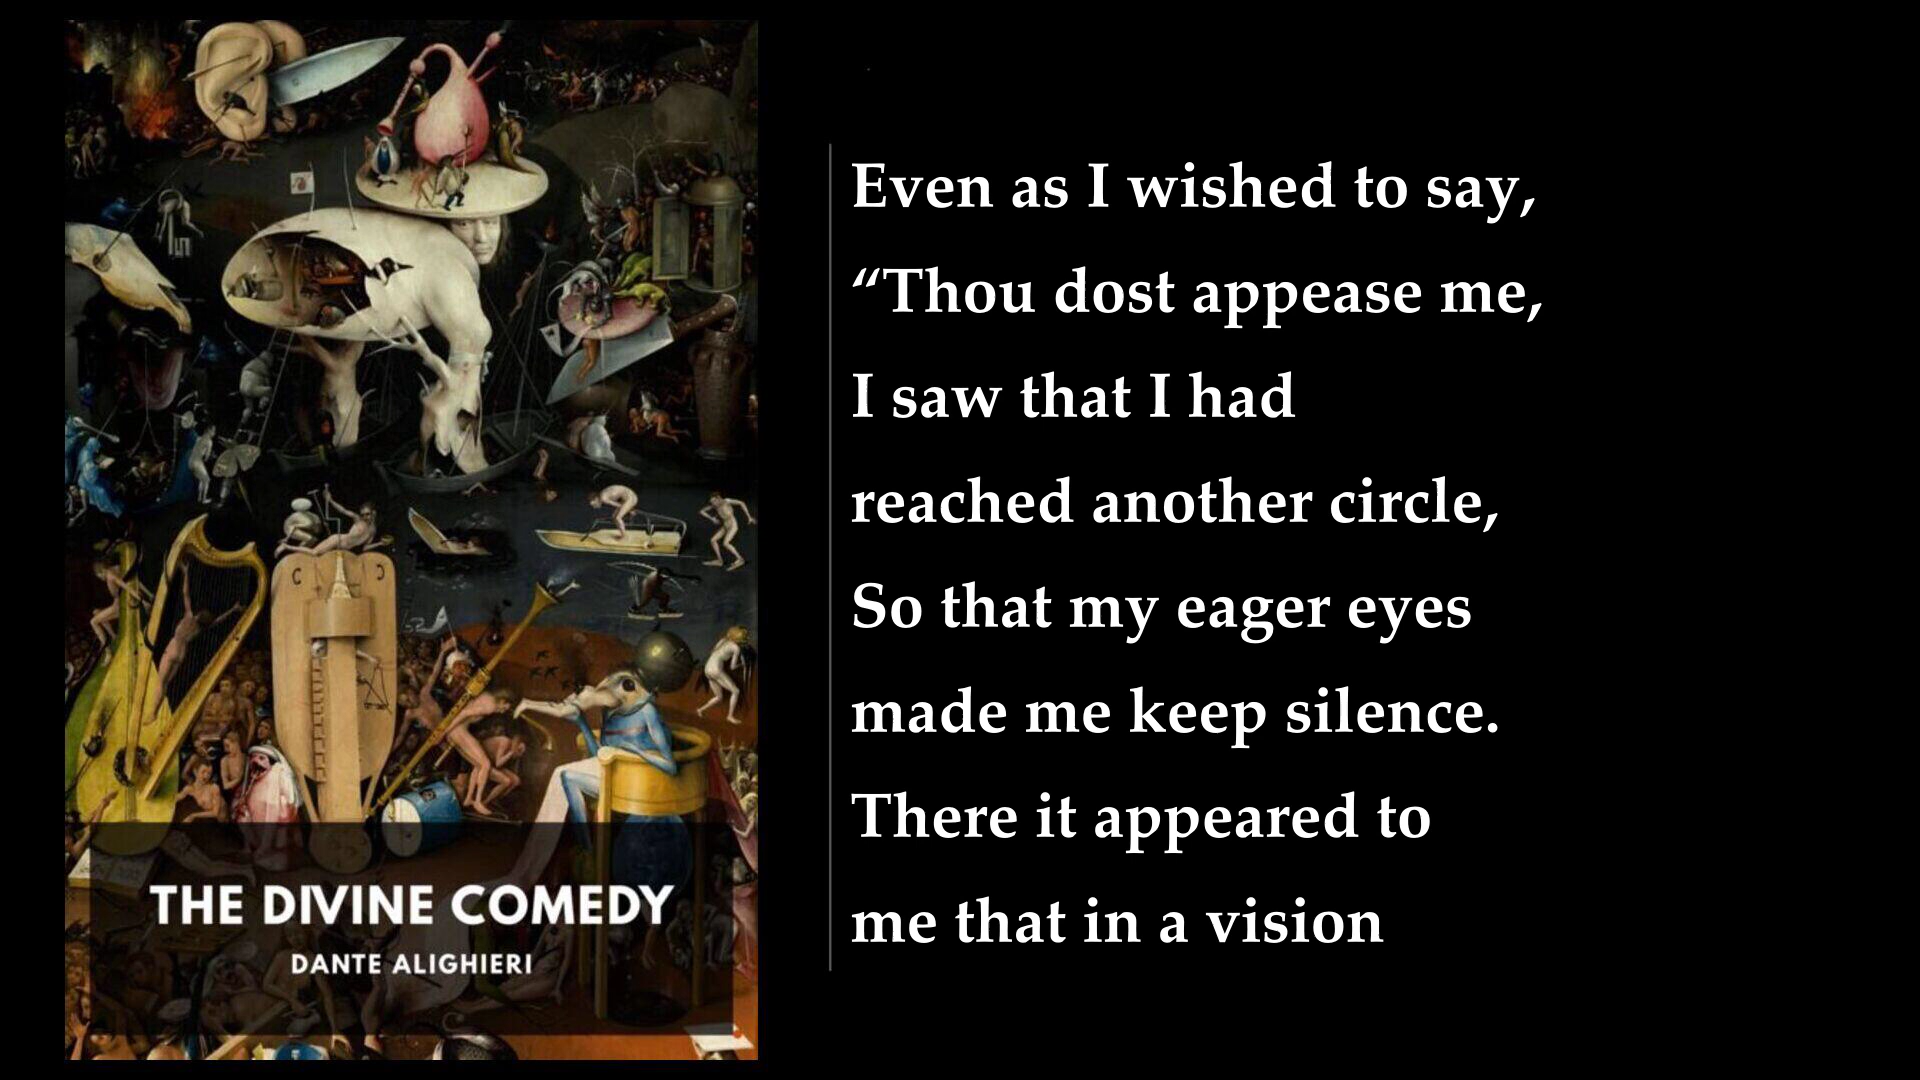 Even as I wished to say,
“Thou dost appease me,
I saw that I had
reached another circle,
So that my eager eyes
made me keep silence.
There it appeared to
me that in a vision
THE DIVINE COMEDY
DANTE ALIGHIERI